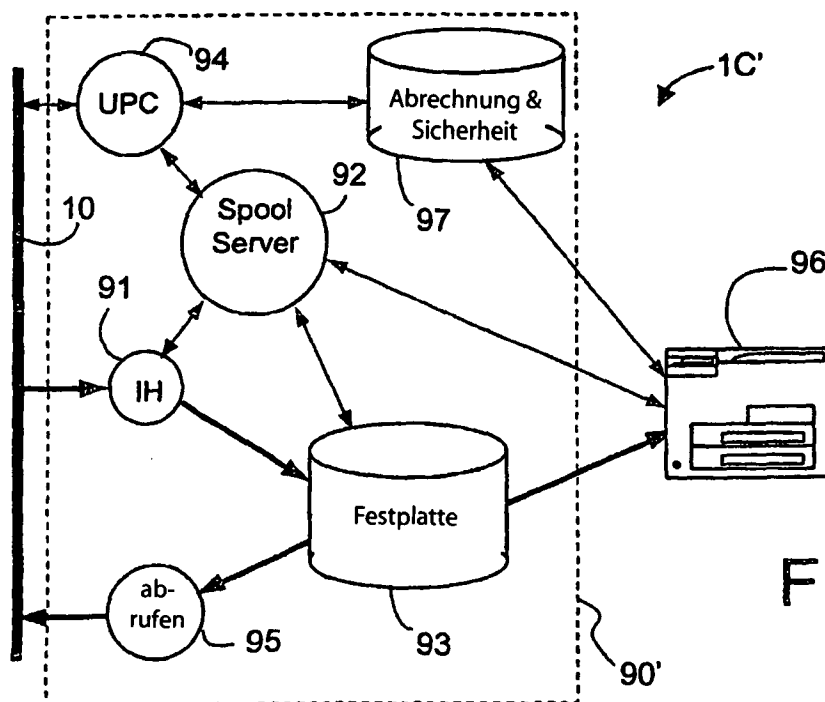 94
UPC
Abrechnung &
Sicherheit
1C'
92
97
Spool
Server
10
91
96
IH
Festplatte
ab-
rufen
95
93
F
90'